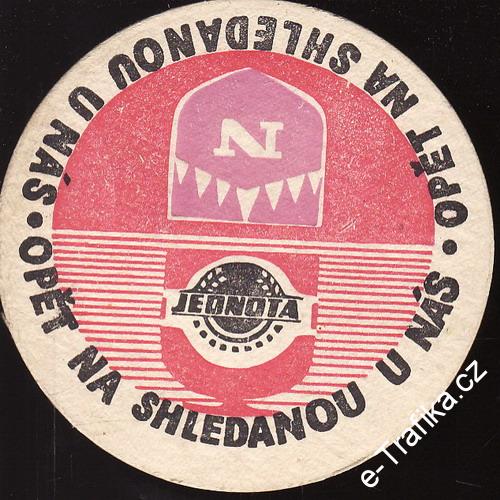 OPĚT NA SHLEDANOU U NÁS •
OPĚT NA SHLEDANOU U NÁS •
N
JEDNOTA
e-Trafika.cz